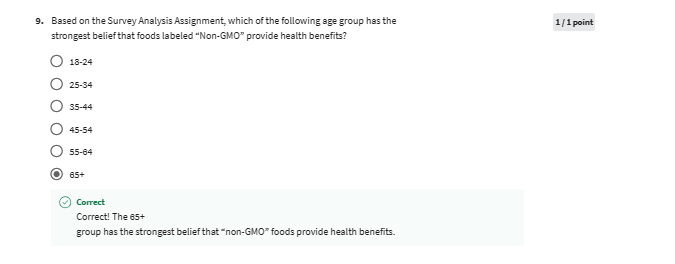 9. Based on the Survey Analysis Assignment, which of the following age group has the
1 / 1 point
strongest belief that foods labeled "Non-GMO" provide health benefits?
18-24
25-34
35-44
45-54
55-64
65+
Correct
Correct! The 65+
group has the strongest belief that "non-GMO" foods provide health benefits.